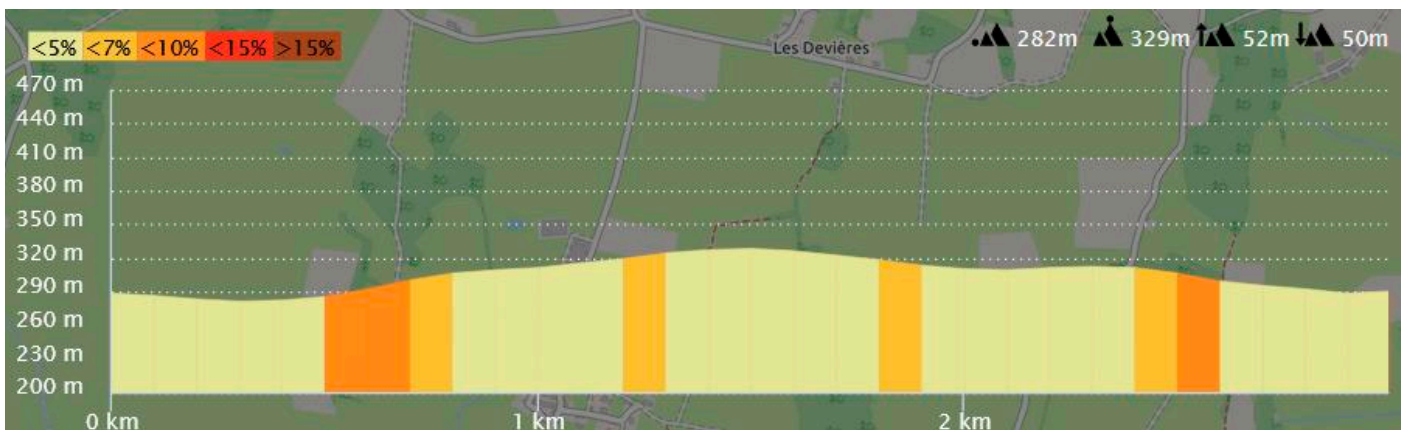 <5% <7% <10% <15% >15%
Les Devières
282m 329m 52m 50m
470 m
440 m
410 m
380 m
350 m
320 m
290 m
260 m
230 m
200 m
0 km 1 km 2 km